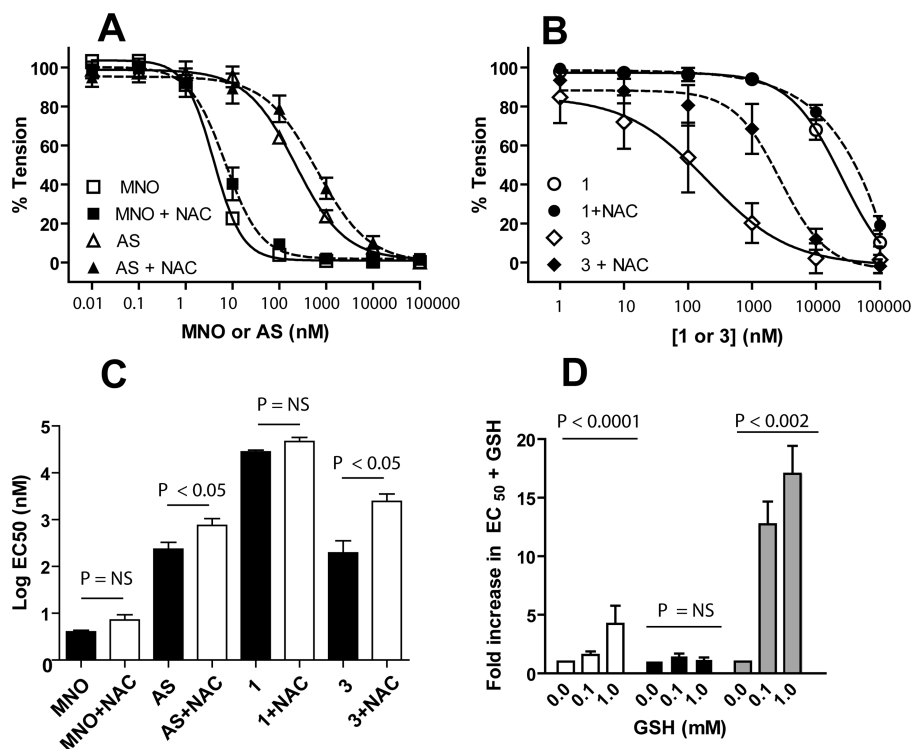 A
% Tension
100
80
60
40
20
0
MNO
MNO + NAC
AS
AS + NAC
0.01 0.1 1 10 100 1000 10000 100000
MNO or AS (nM)
B
% Tension
100
80
60
40
20
0
1
1+NAC
3
3 + NAC
1 10 100 1000 10000 100000
[1 or 3] (nM)
C
Log EC50 (nM)
5
4
3
2
1
0
P = NS
P < 0.05
P = NS
P < 0.05
MNO MNO+NAC AS AS+NAC 1 1+NAC 3 3+NAC
D
Fold increase in EC 50 + GSH
20
15
10
5
0
P < 0.0001
P = NS
P < 0.002
0.0 0.1 1.0 0.0 0.1 1.0 0.0 0.1 1.0
GSH (mM)